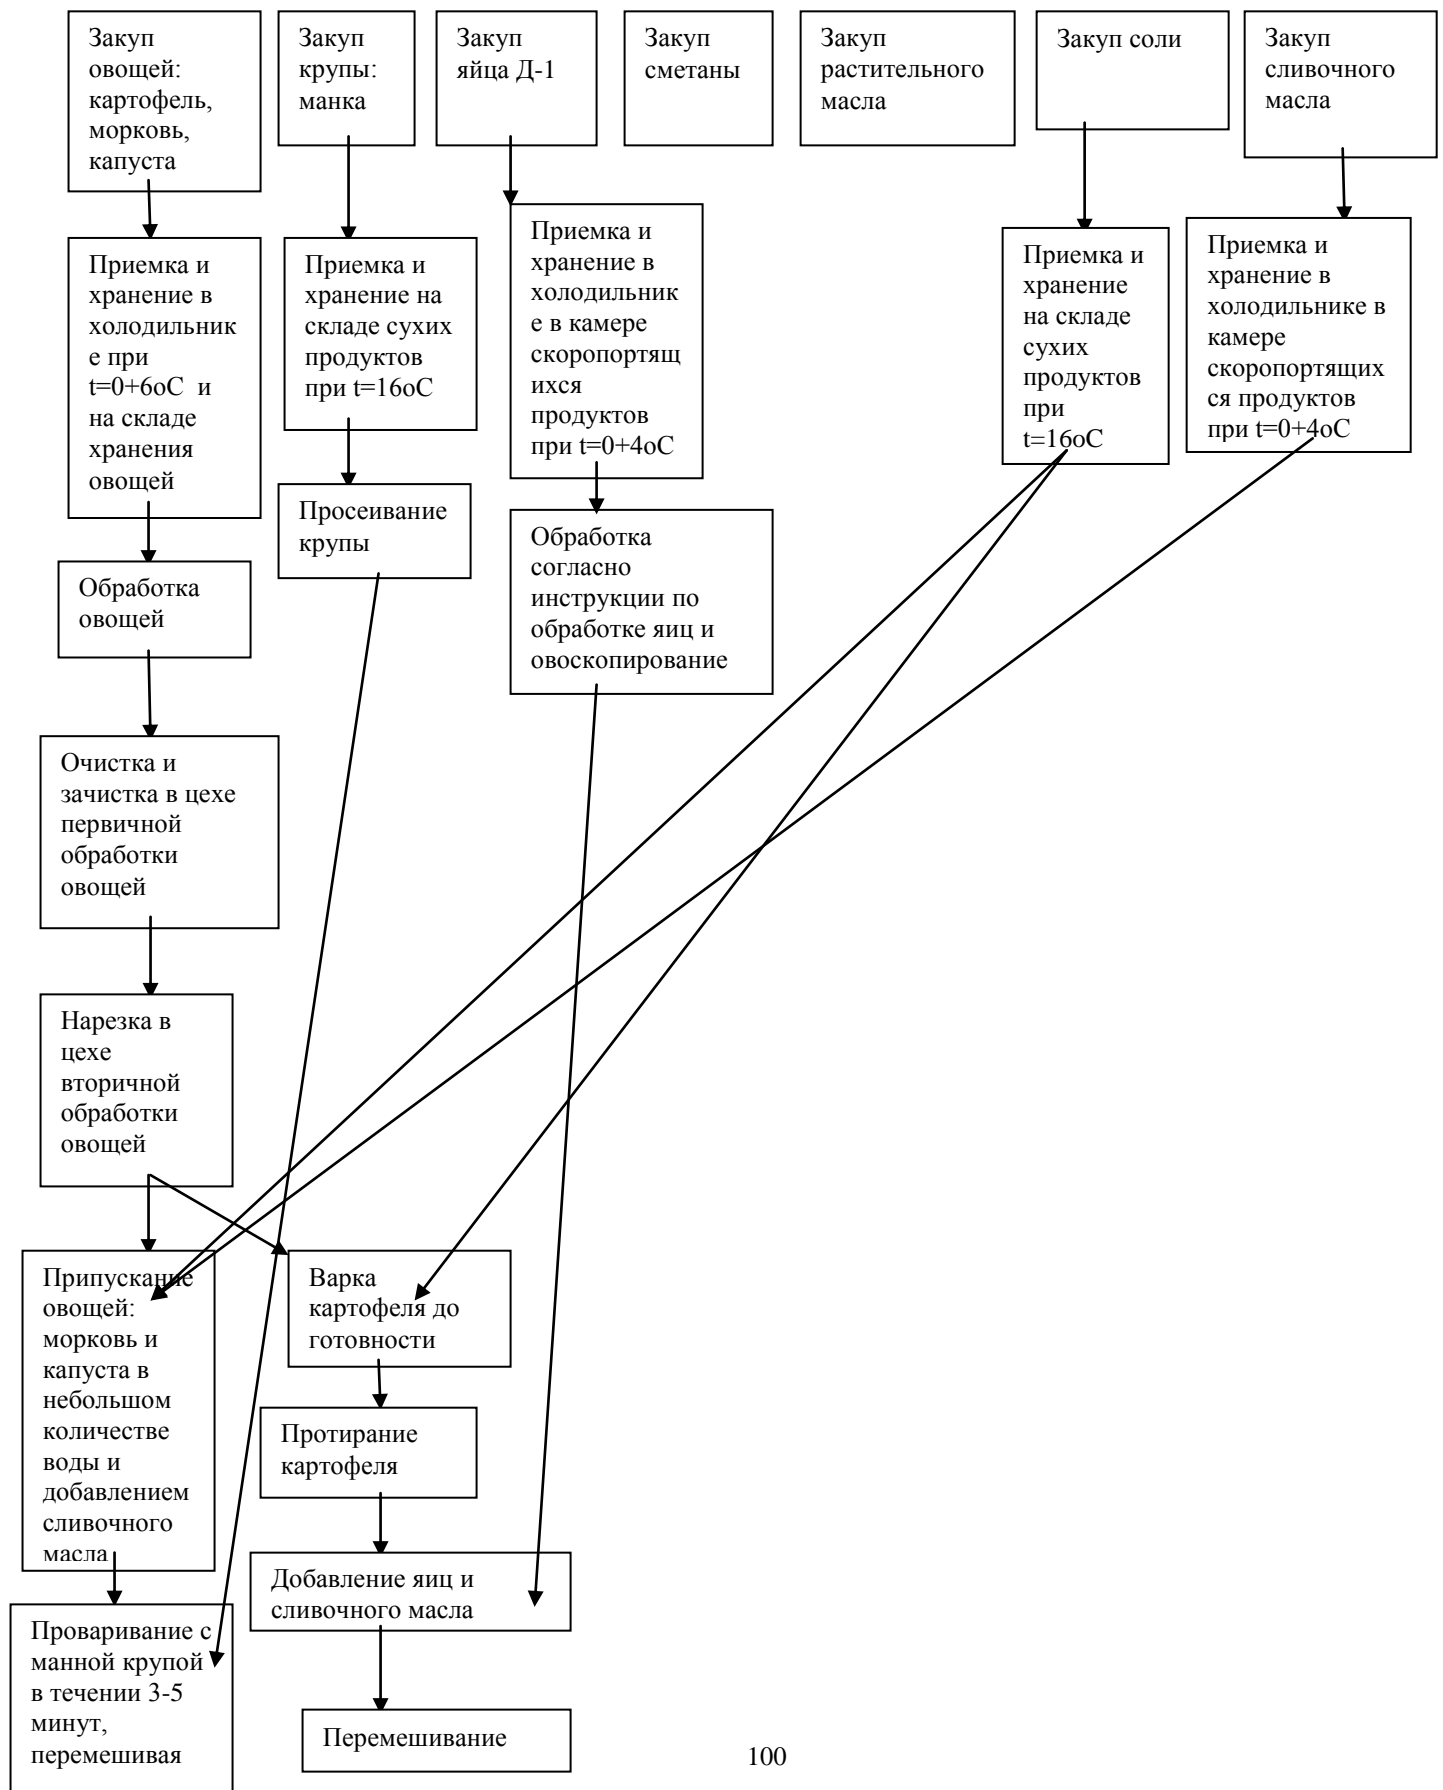 Закуп
овощей:
картофель,
морковь,
капуста
Закуп
крупы:
манка
Закуп
яйца Д-1
Закуп
сметаны
Закуп
растительного
масла
Закуп соли
Закуп
сливочного
масла
Приемка и
хранение в
холодильник
е при
t=0+6оС и
на складе
хранения
овощей
Приемка и
хранение на
складе сухих
продуктов
при t=16оС
Приемка и
хранение в
холодильник
е в камере
скоропортящ
ихся
продуктов
при t=0+4оС
Приемка и
хранение
на складе
сухих
продуктов
при
t=16оС
Приемка и
хранение в
холодильнике в
камере
скоропортящих
ся продуктов
при t=0+4оС
Просеивание
крупы
Обработка
согласно
инструкции по
обработке яиц и
овоскопирование
Обработка
овощей
Очистка и
зачистка в цехе
первичной
обработки
овощей
Нарезка в
цехе
вторичной
обработки
овощей
Припускание
овощей:
морковь и
капуста в
небольшом
количестве
воды и
добавлением
сливочного
масла
Варка
картофеля до
готовности
Протирание
картофеля
Добавление яиц и
сливочного масла
Проваривание с
манной крупой
в течении 3-5
минут,
перемешивая
Перемешивание
100